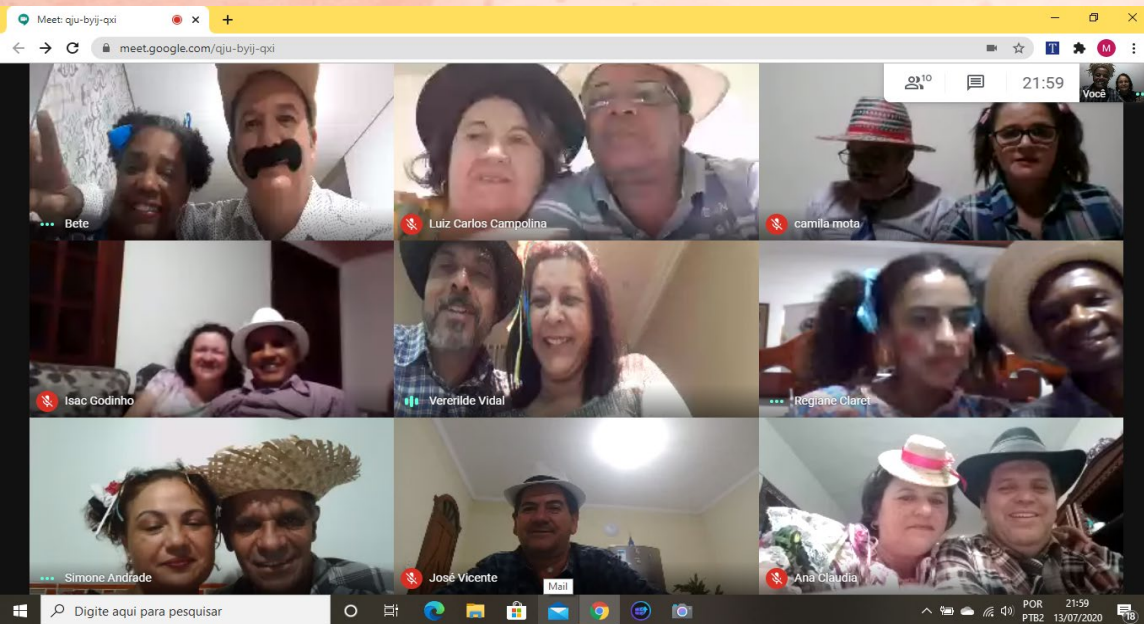 Meet: qju-byij-qxi
meet.google.com/qju-byij-qxi
T
M
10
21:59
Você
Bete
Luiz Carlos Campolina
camila mota
Isac Godinho
Vererilde Vidal
Regiane Claret
Simone Andrade
José Vicente
Ana Claudia
Mail
Digite aqui para pesquisar
POR
PTB2
21:59
13/07/2020
18